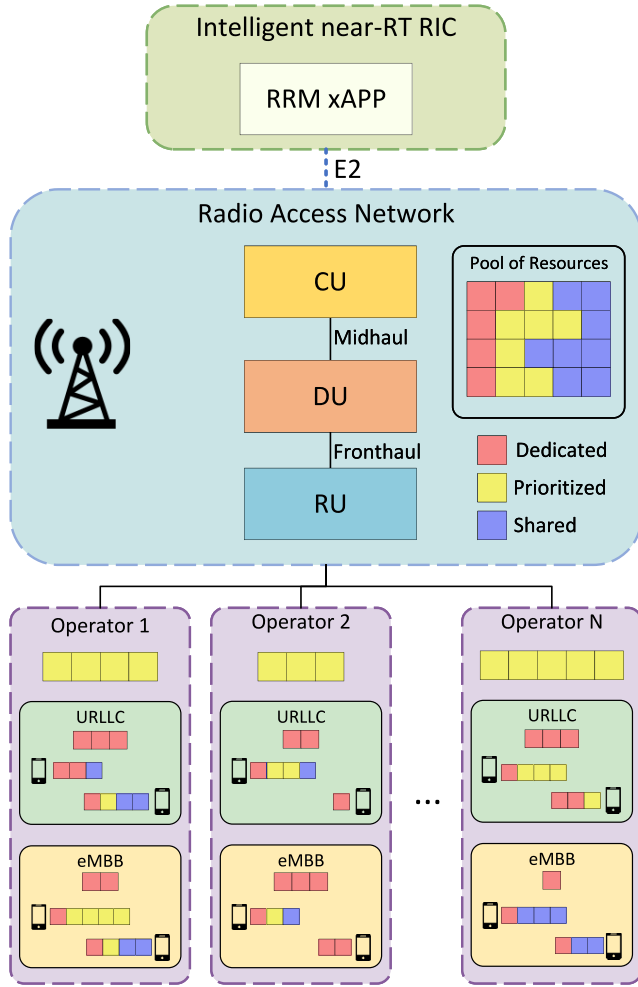 Intelligent near-RT RIC
RRM xAPP
E2
Radio Access Network
CU
Midhaul
DU
Fronthaul
RU
Pool of Resources
Dedicated
Prioritized
Shared
Operator 1
URLLC
eMBB
Operator 2
URLLC
eMBB
...
Operator N
URLLC
eMBB